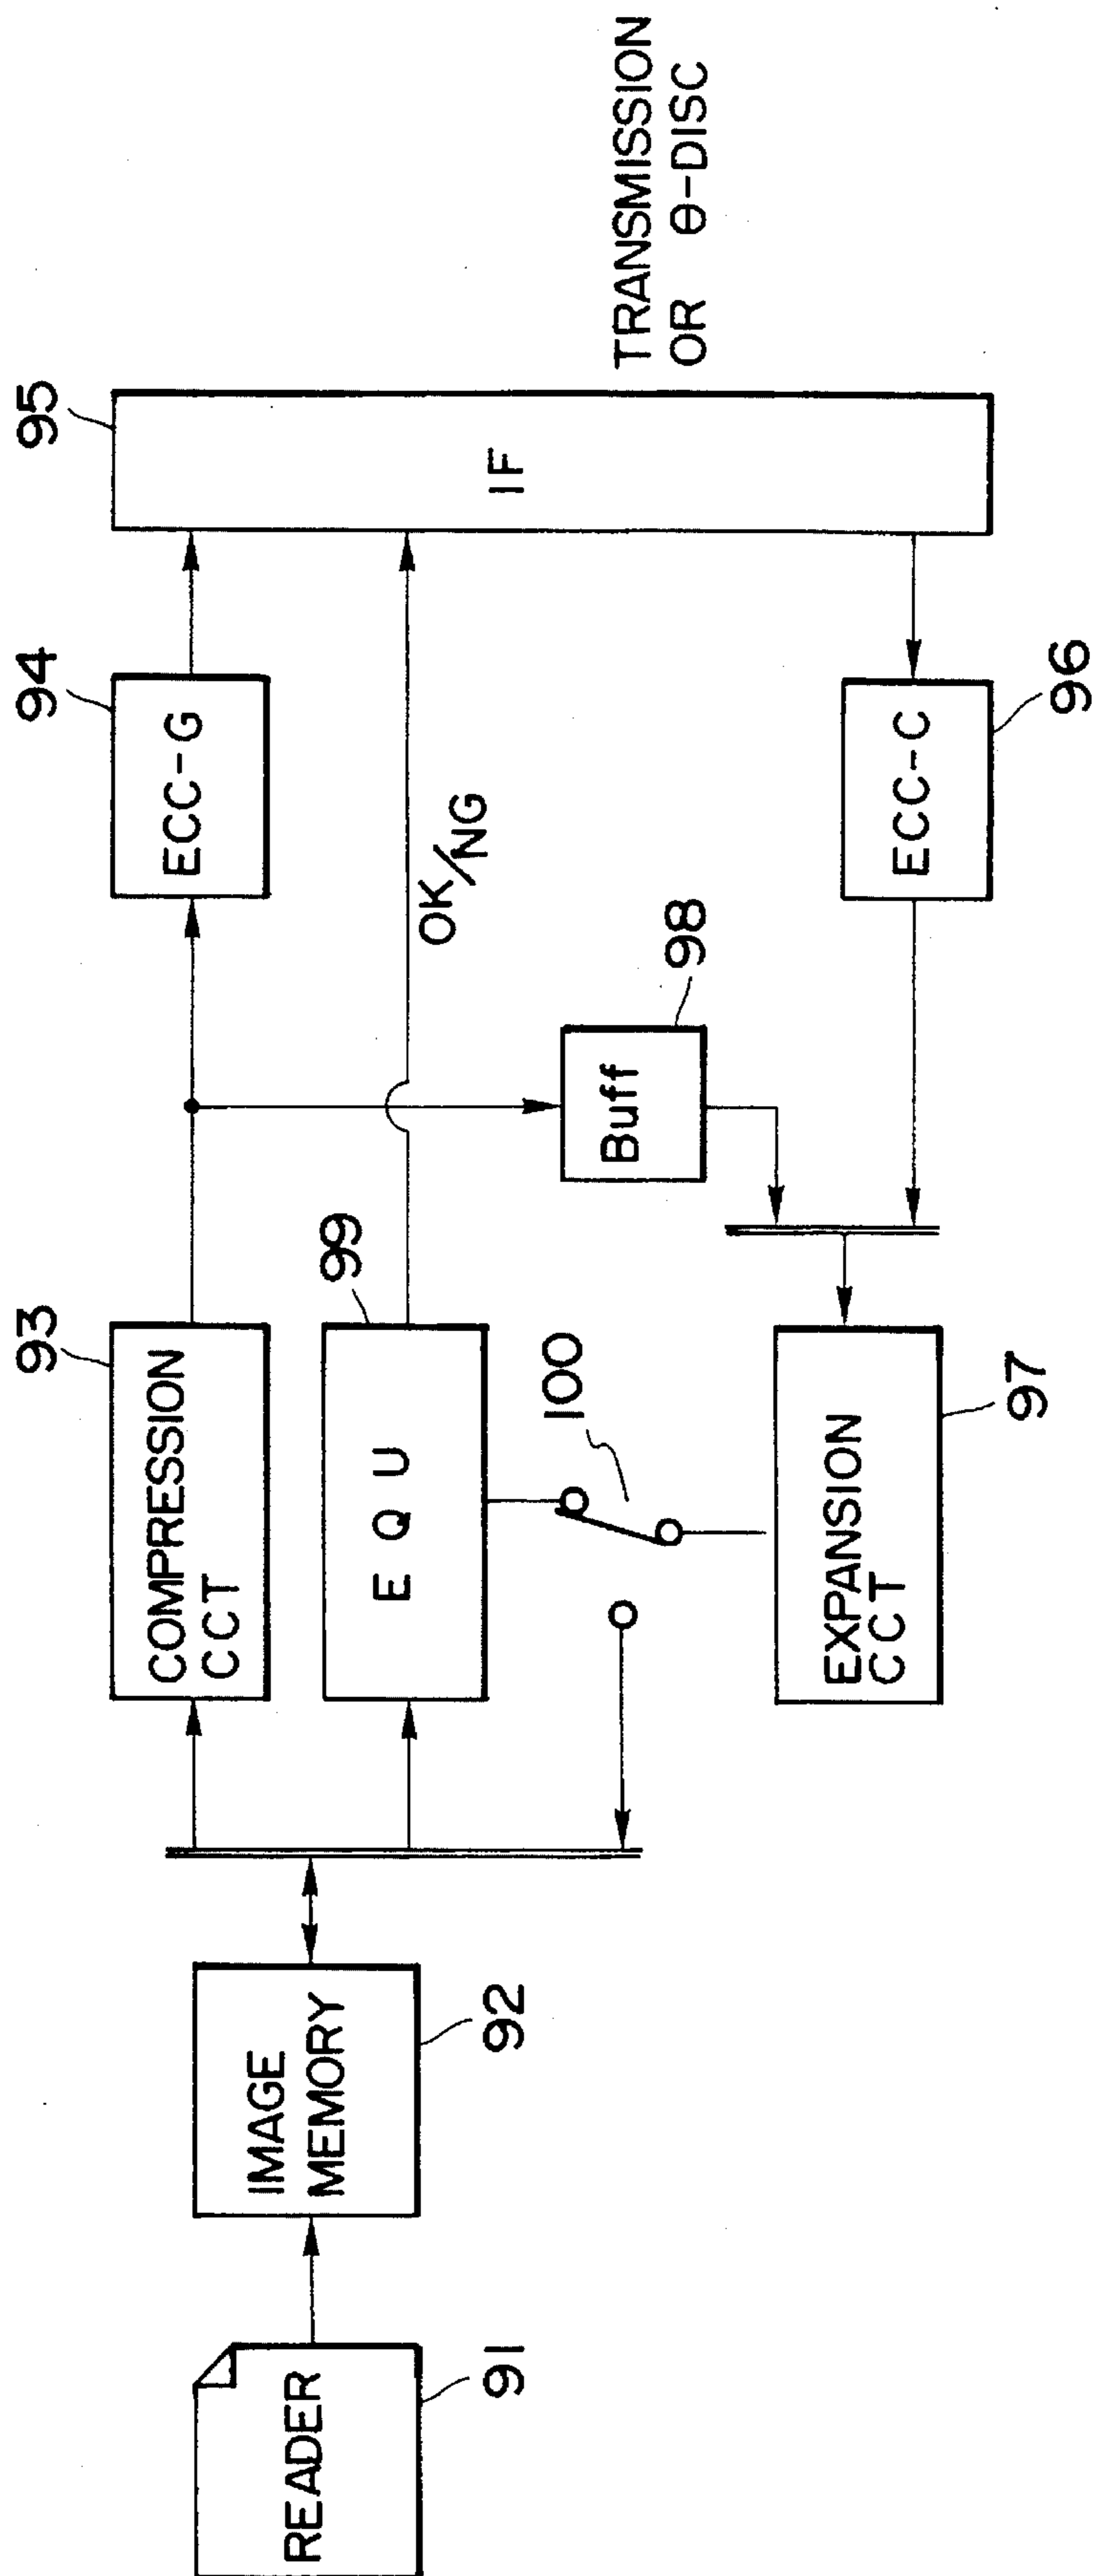 READER
91
IMAGE
MEMORY
92
COMPRESSION
CCT
93
E Q U
99
100
EXPANSION
CCT
97
Buff
98
OK/NG
ECC-G
94
ECC-C
96
IF
95
TRANSMISSION
OR θ-DISC